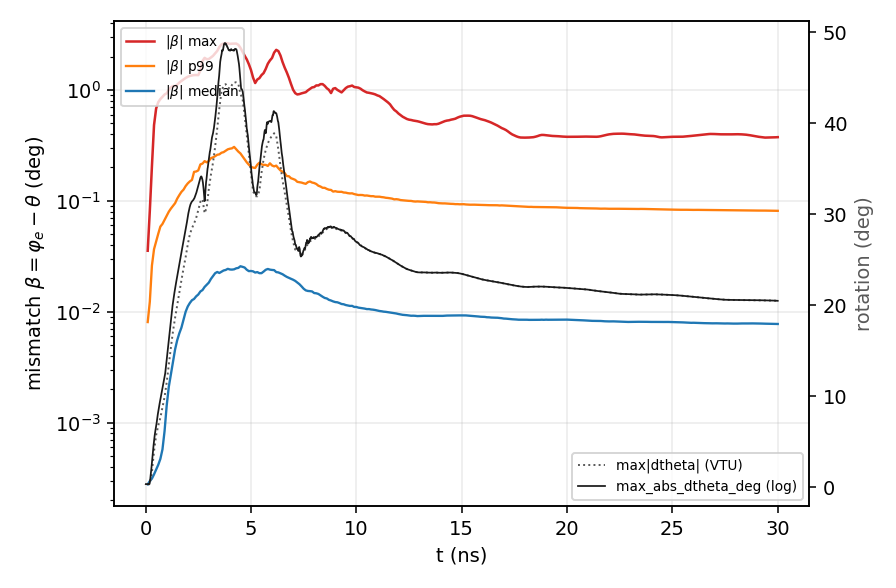 |β| max
|β| p99
|β| median
10⁰
10⁻¹
10⁻²
10⁻³
mismatch β = φₑ − θ (deg)
50
40
30
20
10
0
rotation (deg)
max|dtheta| (VTU)
max_abs_dtheta_deg (log)
0 5 10 15 20 25 30
t (ns)